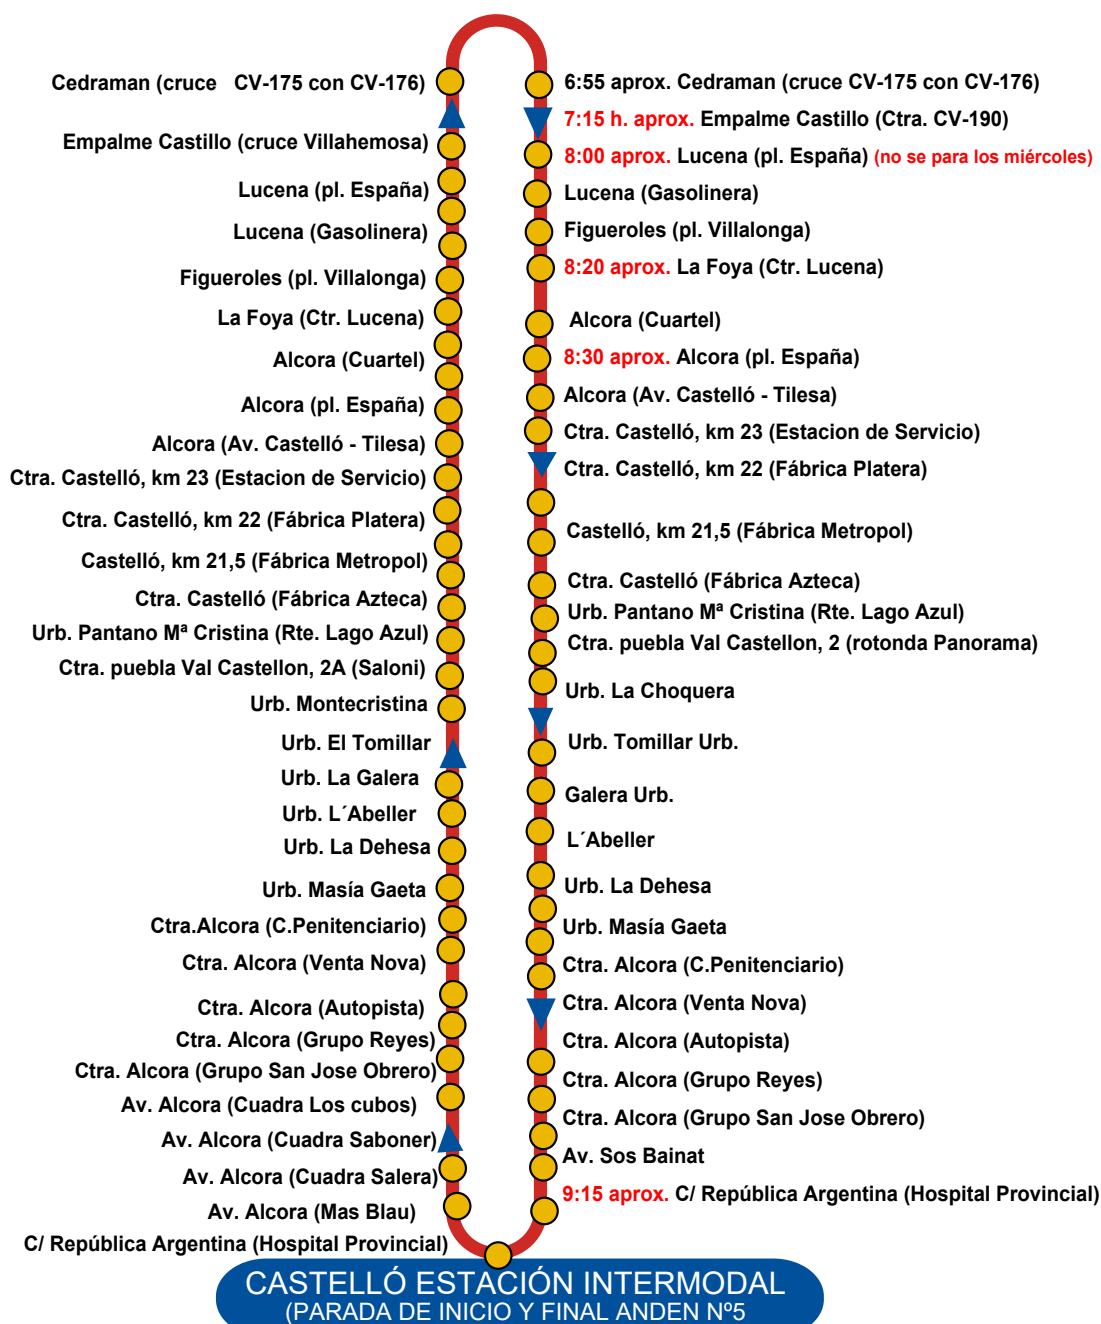 Cedraman (cruce CV-175 con CV-176)
Empalme Castillo (cruce Villahemosa)
Lucena (pl. España)
Lucena (Gasolinera)
Figueroles (pl. Villalonga)
La Foya (Ctr. Lucena)
Alcora (Cuartel)
Alcora (pl. España)
Alcora (Av. Castelló - Tilesa)
Ctra. Castelló, km 23 (Estacion de Servicio)
Ctra. Castelló, km 22 (Fábrica Platera)
Castelló, km 21,5 (Fábrica Metropol)
Ctra. Castelló (Fábrica Azteca)
Urb. Pantano Mª Cristina (Rte. Lago Azul)
Ctra. puebla Val Castellon, 2A (Saloni)
Urb. Montecristina
Urb. El Tomillar
Urb. La Galera
Urb. L´Abeller
Urb. La Dehesa
Urb. Masía Gaeta
Ctra.Alcora (C.Penitenciario)
Ctra. Alcora (Venta Nova)
Ctra. Alcora (Autopista)
Ctra. Alcora (Grupo Reyes)
Ctra. Alcora (Grupo San Jose Obrero)
Av. Alcora (Cuadra Los cubos)
Av. Alcora (Cuadra Saboner)
Av. Alcora (Cuadra Salera)
Av. Alcora (Mas Blau)
C/ República Argentina (Hospital Provincial)
6:55 aprox. Cedraman (cruce CV-175 con CV-176)
7:15 h. aprox. Empalme Castillo (Ctra. CV-190)
8:00 aprox. Lucena (pl. España) (no se para los miércoles)
Lucena (Gasolinera)
Figueroles (pl. Villalonga)
8:20 aprox. La Foya (Ctr. Lucena)
Alcora (Cuartel)
8:30 aprox. Alcora (pl. España)
Alcora (Av. Castelló - Tilesa)
Ctra. Castelló, km 23 (Estacion de Servicio)
Ctra. Castelló, km 22 (Fábrica Platera)
Castelló, km 21,5 (Fábrica Metropol)
Ctra. Castelló (Fábrica Azteca)
Urb. Pantano Mª Cristina (Rte. Lago Azul)
Ctra. puebla Val Castellon, 2 (rotonda Panorama)
Urb. La Choquera
Urb. Tomillar Urb.
Galera Urb.
L´Abeller
Urb. La Dehesa
Urb. Masía Gaeta
Ctra. Alcora (C.Penitenciario)
Ctra. Alcora (Venta Nova)
Ctra. Alcora (Autopista)
Ctra. Alcora (Grupo Reyes)
Ctra. Alcora (Grupo San Jose Obrero)
Av. Sos Bainat
9:15 aprox. C/ República Argentina (Hospital Provincial)
CASTELLÓ ESTACIÓN INTERMODAL
(PARADA DE INICIO Y FINAL ANDEN Nº5